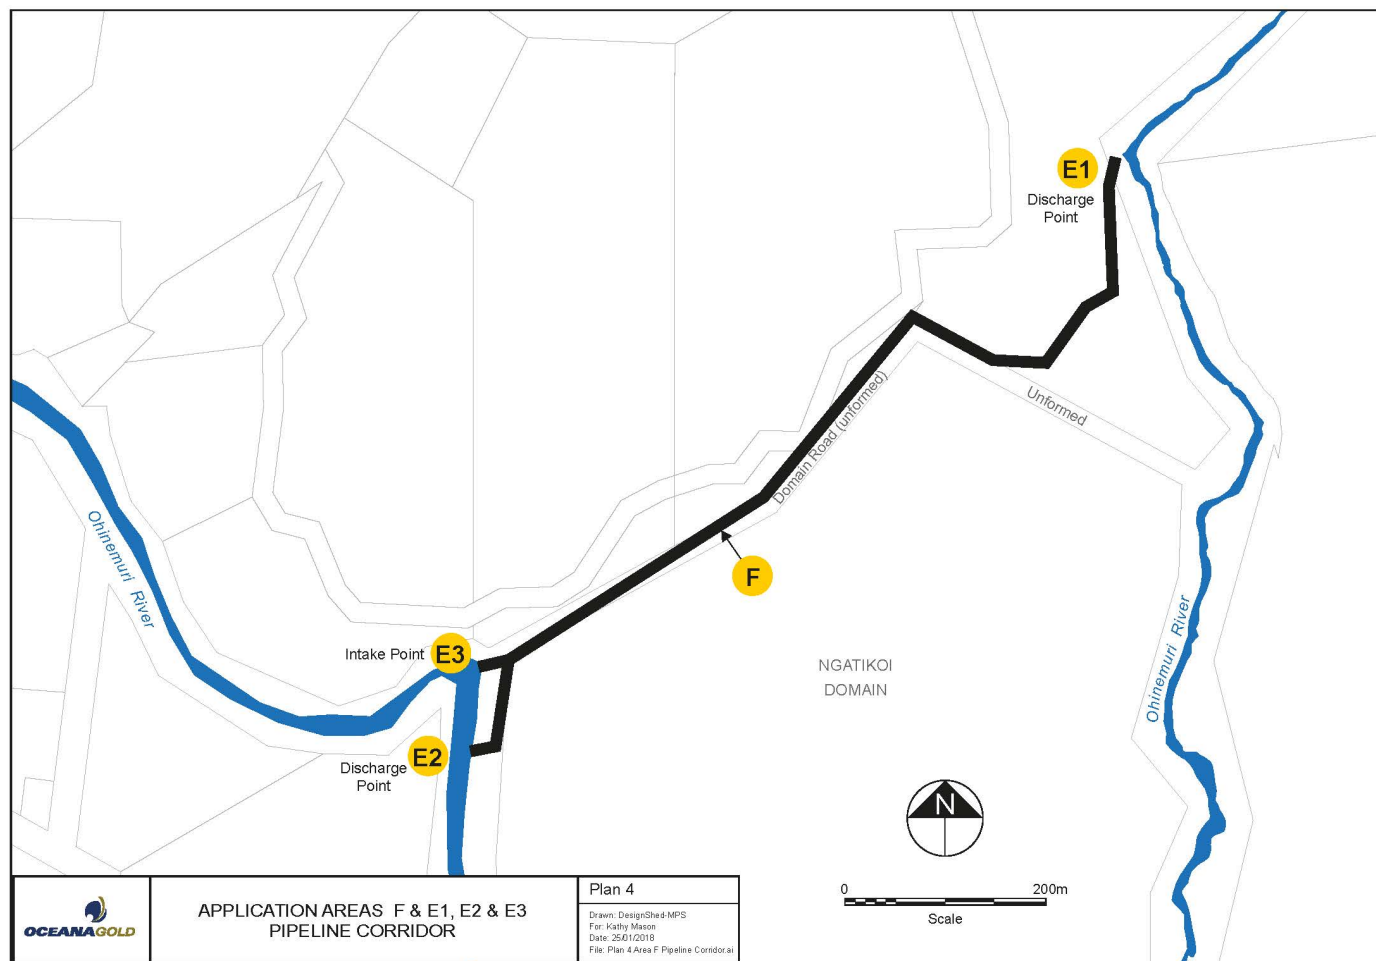 E1
Discharge
Point
Unformed
Domain Road (unformed)
Ohinemuri River
F
Intake Point
E3
NGATIKOI
DOMAIN
Ohinemuri River
E2
Discharge
Point
N
0 200m
Scale
OCEANAGOLD
APPLICATION AREAS F & E1, E2 & E3
PIPELINE CORRIDOR
Plan 4
Drawn: DesignShed-MPS
For: Kathy Mason
Date: 25/01/2018
File: Plan 4 Area F Pipeline Corridor.ai